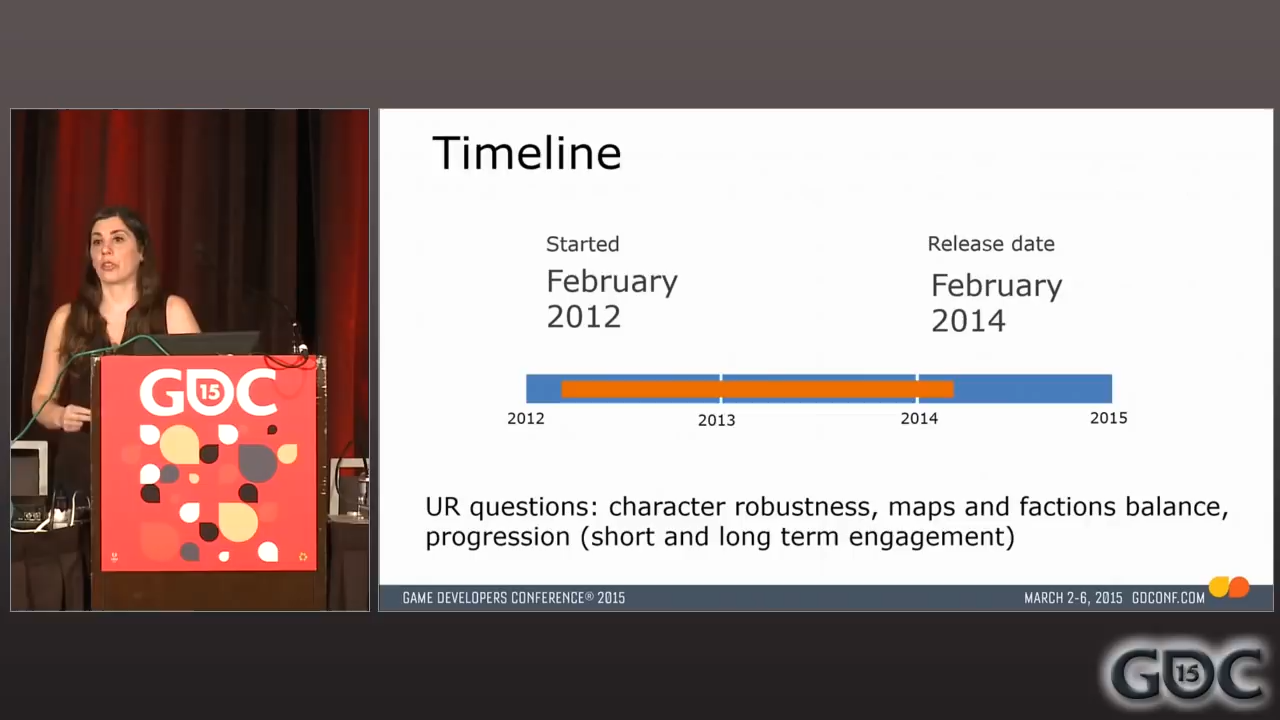 Timeline
Started
February
2012
Release date
February
2014
2012
2013
2014
2015
UR questions: character robustness, maps and factions balance,
progression (short and long term engagement)
GAME DEVELOPERS CONFERENCE® 2015
MARCH 2-6, 2015 GDCONF.COM
GDC
15
GDC
15